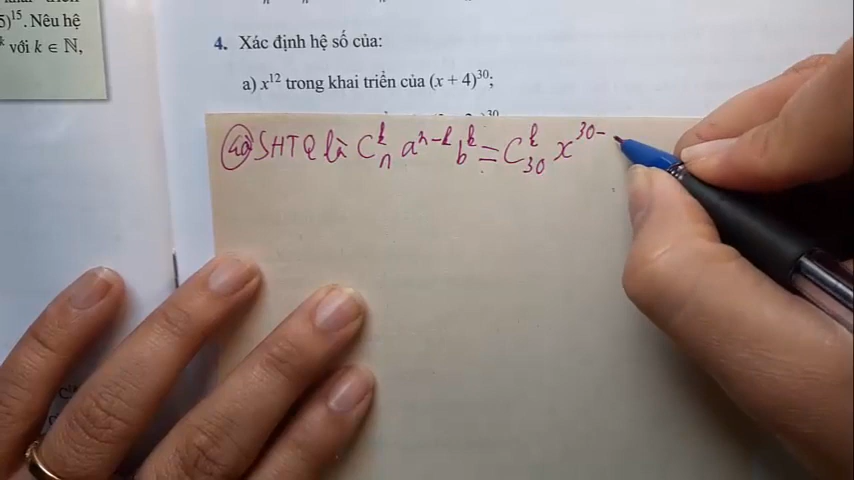 5)¹⁵. Nêu hệ
ᵏ với k ∈ ℕ,
4. Xác định hệ số của:
a) x¹² trong khai triển của (x + 4)³⁰;
4a) SHTQ là Cₙᵏ aⁿ⁻ᵏ bᵏ = C₃₀ᵏ x³⁰⁻